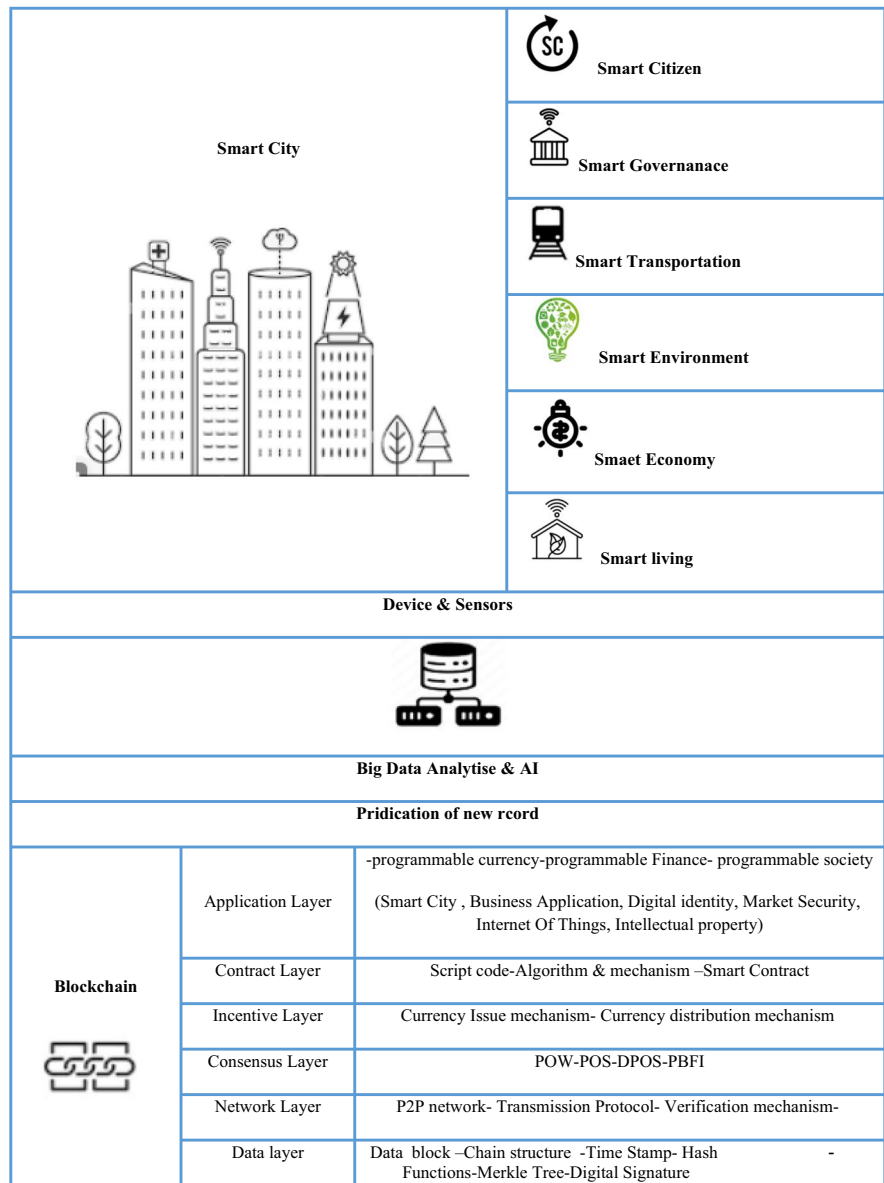 Smart City
SC
Smart Citizen
Smart Governanace
Smart Transportation
Smart Environment
Smaet Economy
Smart living
Device & Sensors
Big Data Analytise & AI
Pridication of new rcord
Blockchain
Application Layer
-programmable currency-programmable Finance- programmable society
(Smart City , Business Application, Digital identity, Market Security,
Internet Of Things, Intellectual property)
Contract Layer
Script code-Algorithm & mechanism –Smart Contract
Incentive Layer
Currency Issue mechanism- Currency distribution mechanism
Consensus Layer
POW-POS-DPOS-PBFI
Network Layer
P2P network- Transmission Protocol- Verification mechanism-
Data layer
Data block –Chain structure -Time Stamp- Hash -
Functions-Merkle Tree-Digital Signature